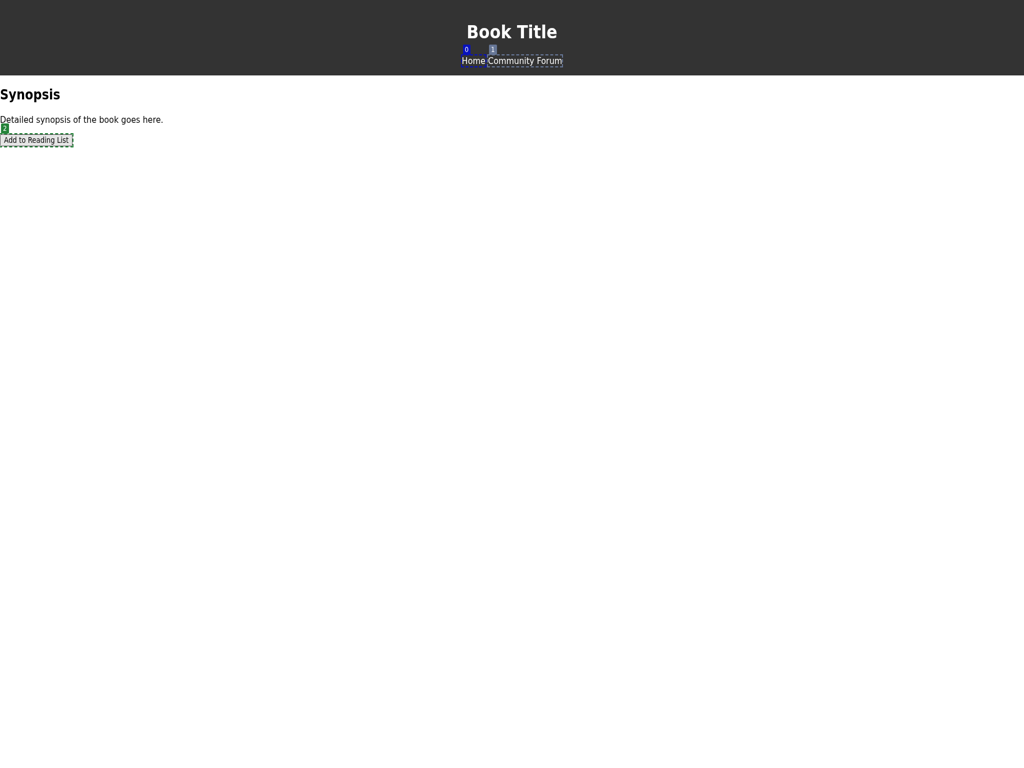 Book Title
0 1
Home Community Forum
Synopsis
Detailed synopsis of the book goes here.
2
Add to Reading List